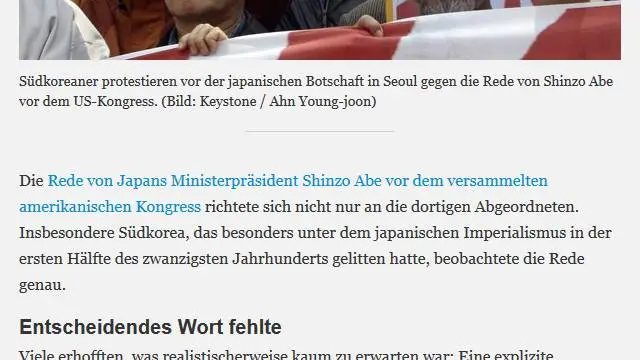 Südkoreaner protestieren vor der japanischen Botschaft in Seoul gegen die Rede von Shinzo Abe
vor dem US-Kongress. (Bild: Keystone / Ahn Young-joon)
Die Rede von Japans Ministerpräsident Shinzo Abe vor dem versammelten
amerikanischen Kongress richtete sich nicht nur an die dortigen Abgeordneten.
Insbesondere Südkorea, das besonders unter dem japanischen Imperialismus in der
ersten Hälfte des zwanzigsten Jahrhunderts gelitten hatte, beobachtete die Rede
genau.
Entscheidendes Wort fehlte
Viele erhofften, was realistischerweise kaum zu erwarten war: Eine explizite